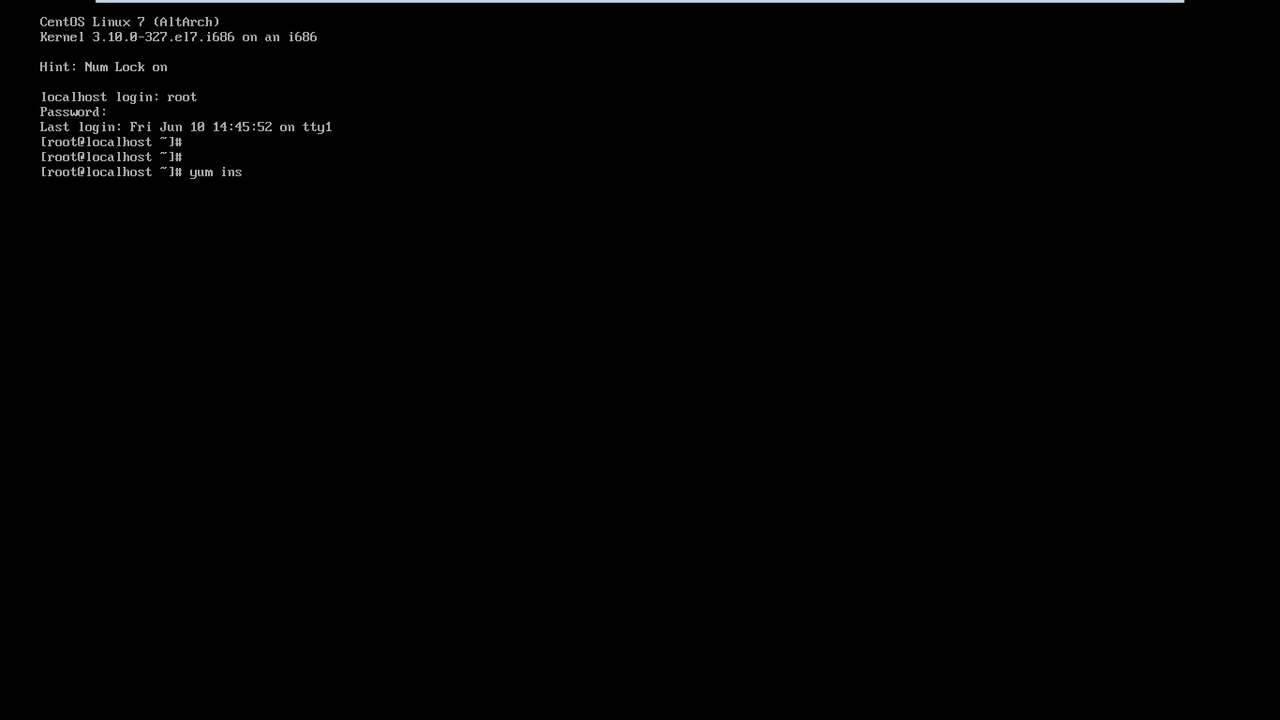 CentOS Linux 7 (AltArch)
Kernel 3.10.0-327.el7.i686 on an i686
Hint: Num Lock on
localhost login: root
Password:
Last login: Fri Jun 10 14:45:52 on tty1
[root@localhost ~]#
[root@localhost ~]#
[root@localhost ~]# yum ins